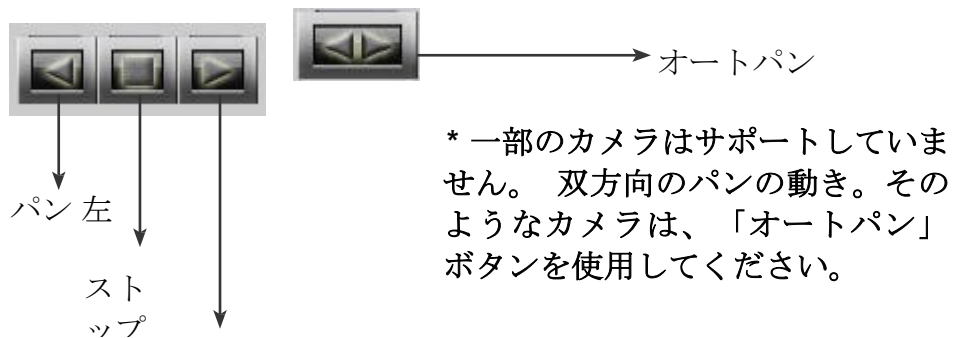 オートパン
* 一部のカメラはサポートしていま
せん。 双方向のパンの動き。その
ようなカメラは、「オートパン」
ボタンを使用してください。
パン 左
スト
ップ